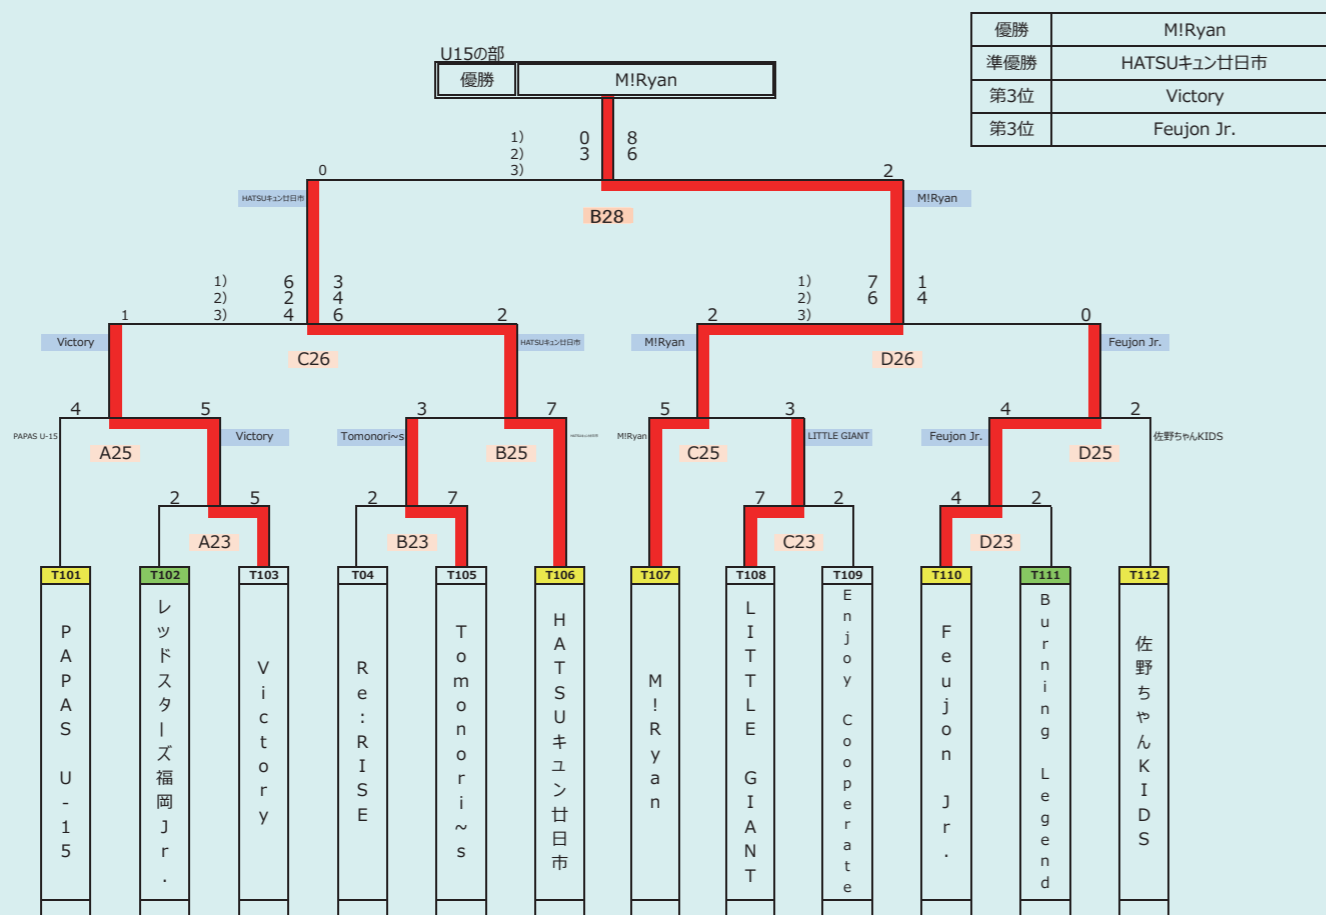 優勝 M!Ryan
準優勝 HATSUキュン廿日市
第3位 Victory
第3位 Feujon Jr.
U15の部
優勝 M!Ryan
1) 0 8
2) 3 6
3)
0 2
HATSUキュン廿日市 M!Ryan
B28
1) 6 3 1) 7 1
2) 2 4 2) 6 4
3) 4 6 3)
1 2 2 0
Victory HATSUキュン廿日市 M!Ryan Feujon Jr.
C26 D26
4 5 3 7 5 3 4 2
PAPAS U-15 Victory Tomonori~s M!Ryan LITTLE GIANT Feujon Jr. 佐野ちゃんKIDS
A25 B25 C25 D25
2 5 2 7 7 2 4 2
A23 B23 C23 D23
T101 T102 T103 T04 T105 T106 T107 T108 T109 T110 T111 T112
PAPAS U-15
レッドスターズ福岡Jr.
Victory
Re:RISE
Tomonori~s
HATSUキュン廿日市
M!Ryan
LITTLE GIANT
Enjoy Cooperate
Feujon Jr.
Burning Legend
佐野ちゃんKIDS